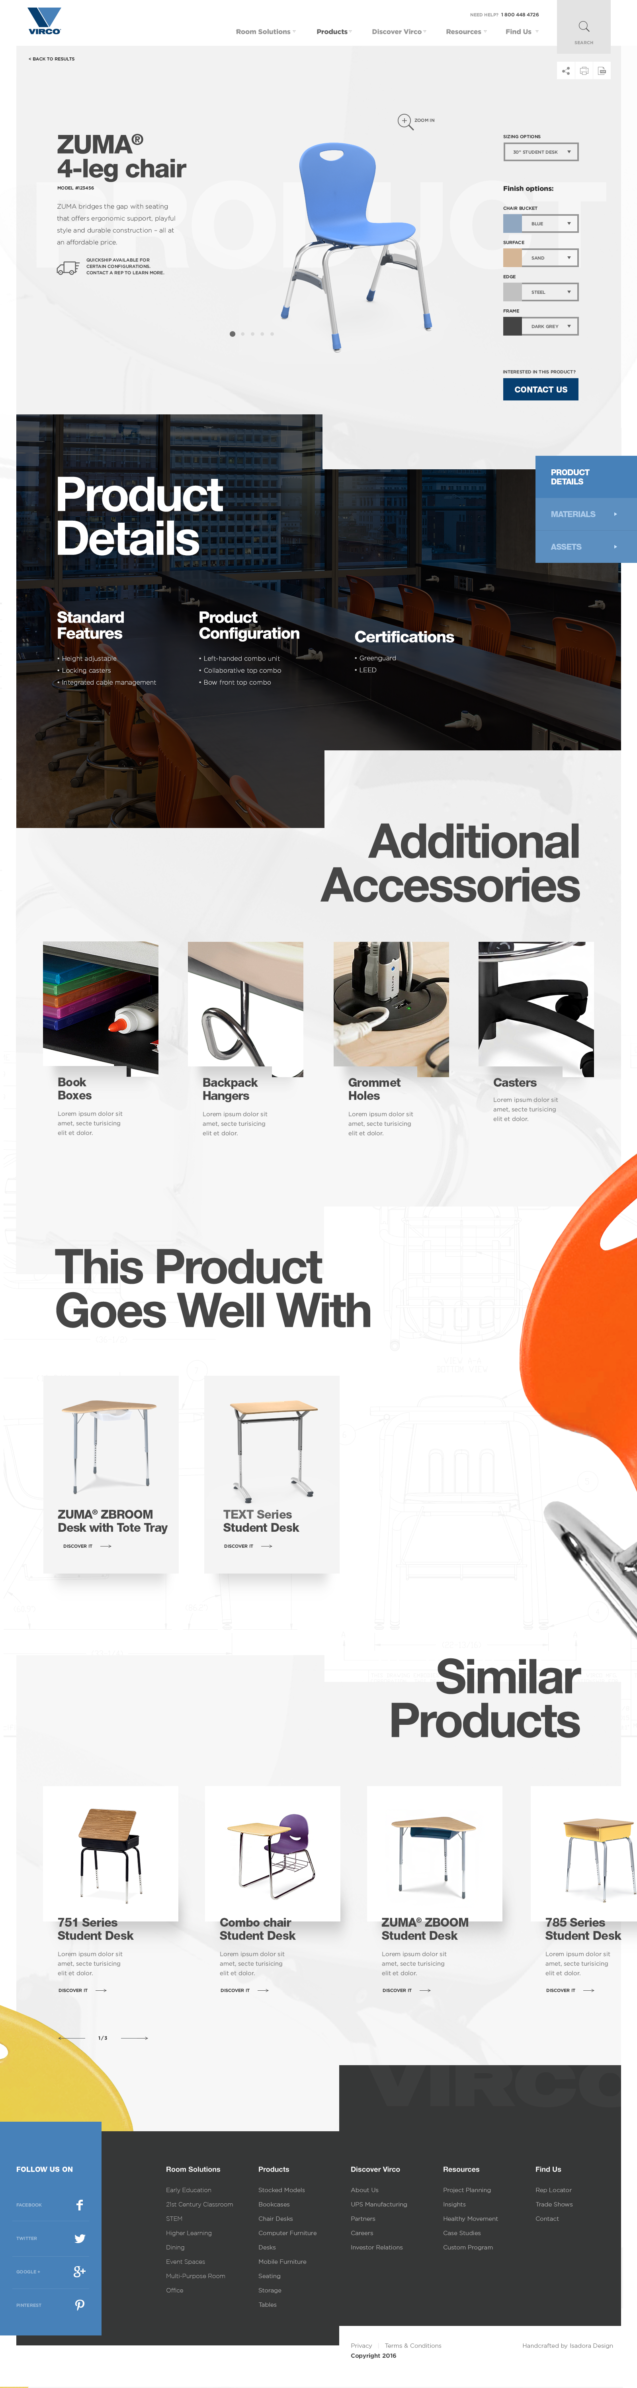 VIRCO
NEED HELP? 1 800 448 4726
Room Solutions
Products
Discover Virco
Resources
Find Us
SEARCH
< BACK TO RESULTS
PRODUCT
ZOOM IN
ZUMA®
4-leg chair
MODEL #123456
ZUMA bridges the gap with seating
that offers ergonomic support, playful
style and durable construction – all at
an affordable price.
QUICKSHIP AVAILABLE FOR
CERTAIN CONFIGURATIONS.
CONTACT A REP TO LEARN MORE.
SIZING OPTIONS
30" STUDENT DESK
Finish options:
CHAIR BUCKET
BLUE
SURFACE
SAND
EDGE
STEEL
FRAME
DARK GREY
INTERESTED IN THIS PRODUCT?
CONTACT US
PRODUCT
DETAILS
MATERIALS
ASSETS
Product
Details
Standard
Features
• Height adjustable
• Locking casters
• Integrated cable management
Product
Configuration
• Left-handed combo unit
• Collaborative top combo
• Bow front top combo
Certifications
• Greenguard
• LEED
Additional
Accessories
Book
Boxes
Lorem ipsum dolor sit
amet, secte turisicing
elit et dolor.
Backpack
Hangers
Lorem ipsum dolor sit
amet, secte turisicing
elit et dolor.
Grommet
Holes
Lorem ipsum dolor sit
amet, secte turisicing
elit et dolor.
Casters
Lorem ipsum dolor sit
amet, secte turisicing
elit et dolor.
This Product
Goes Well With
ZUMA® ZBROOM
Desk with Tote Tray
DISCOVER IT
TEXT Series
Student Desk
DISCOVER IT
Similar
Products
751 Series
Student Desk
Lorem ipsum dolor sit
amet, secte turisicing
elit et dolor.
DISCOVER IT
Combo chair
Student Desk
Lorem ipsum dolor sit
amet, secte turisicing
elit et dolor.
DISCOVER IT
ZUMA® ZBOOM
Student Desk
Lorem ipsum dolor sit
amet, secte turisicing
elit et dolor.
DISCOVER IT
785 Series
Student Desk
Lorem ipsum dolor sit
amet, secte turisicing
elit et dolor.
DISCOVER IT
1/3
VIRCO
FOLLOW US ON
FACEBOOK
TWITTER
GOOGLE +
PINTEREST
Room Solutions
Early Education
21st Century Classroom
STEM
Higher Learning
Dining
Event Spaces
Multi-Purpose Room
Office
Products
Stocked Models
Bookcases
Chair Desks
Computer Furniture
Desks
Mobile Furniture
Seating
Storage
Tables
Discover Virco
About Us
UPS Manufacturing
Partners
Careers
Investor Relations
Resources
Project Planning
Insights
Healthy Movement
Case Studies
Custom Program
Find Us
Rep Locator
Trade Shows
Contact
Privacy
Terms & Conditions
Copyright 2016
Handcrafted by Isadora Design